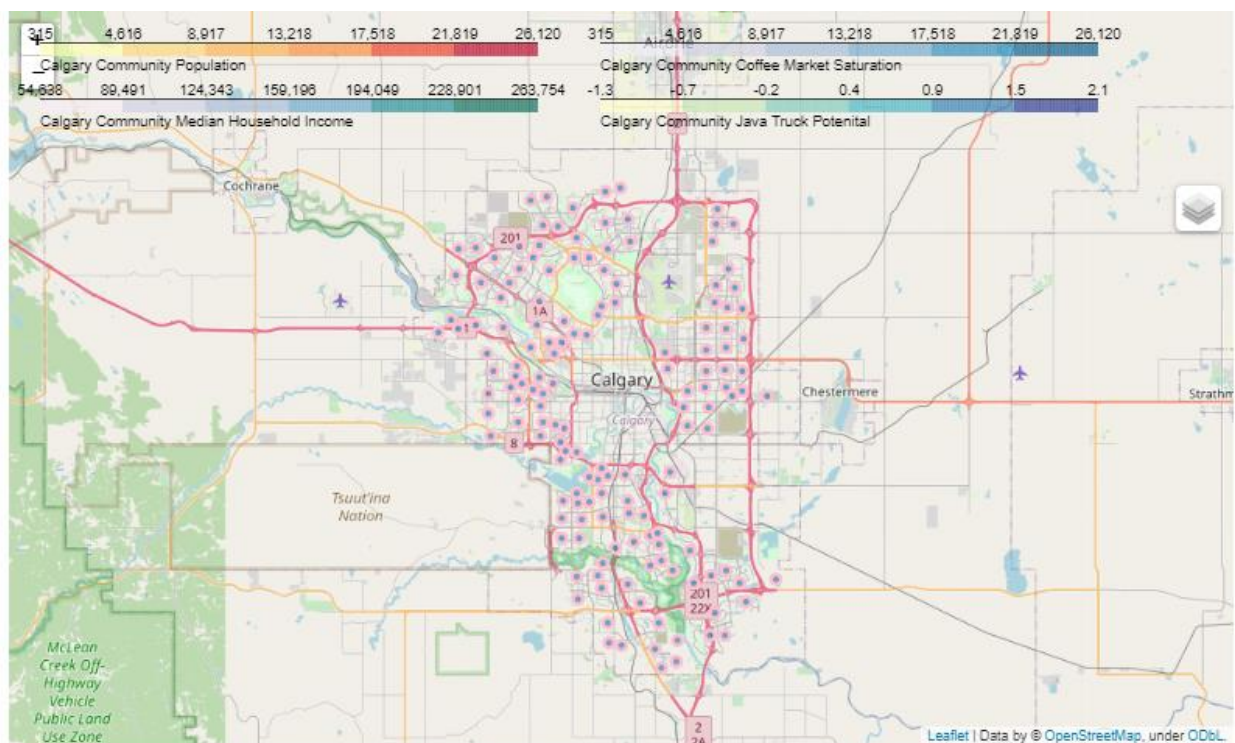 315 4,616 8,917 13,218 17,518 21,819 26,120
Calgary Community Population
315 4,616 8,917 13,218 17,518 21,819 26,120
Calgary Community Coffee Market Saturation
54,638 89,491 124,343 159,196 194,049 228,901 263,754
Calgary Community Median Household Income
-1.3 -0.7 -0.2 0.4 0.9 1.5 2.1
Calgary Community Java Truck Potenital
+
−
Airdrie
2
Cochrane
201
1A
1
Calgary
Chestermere
Strathm
Calgary
8
Tsuut'ina
Nation
201
22X
McLean
Creek Off-
Highway
Vehicle
Public Land
Use Zone
2
2A
Leaflet | Data by © OpenStreetMap, under ODbL.